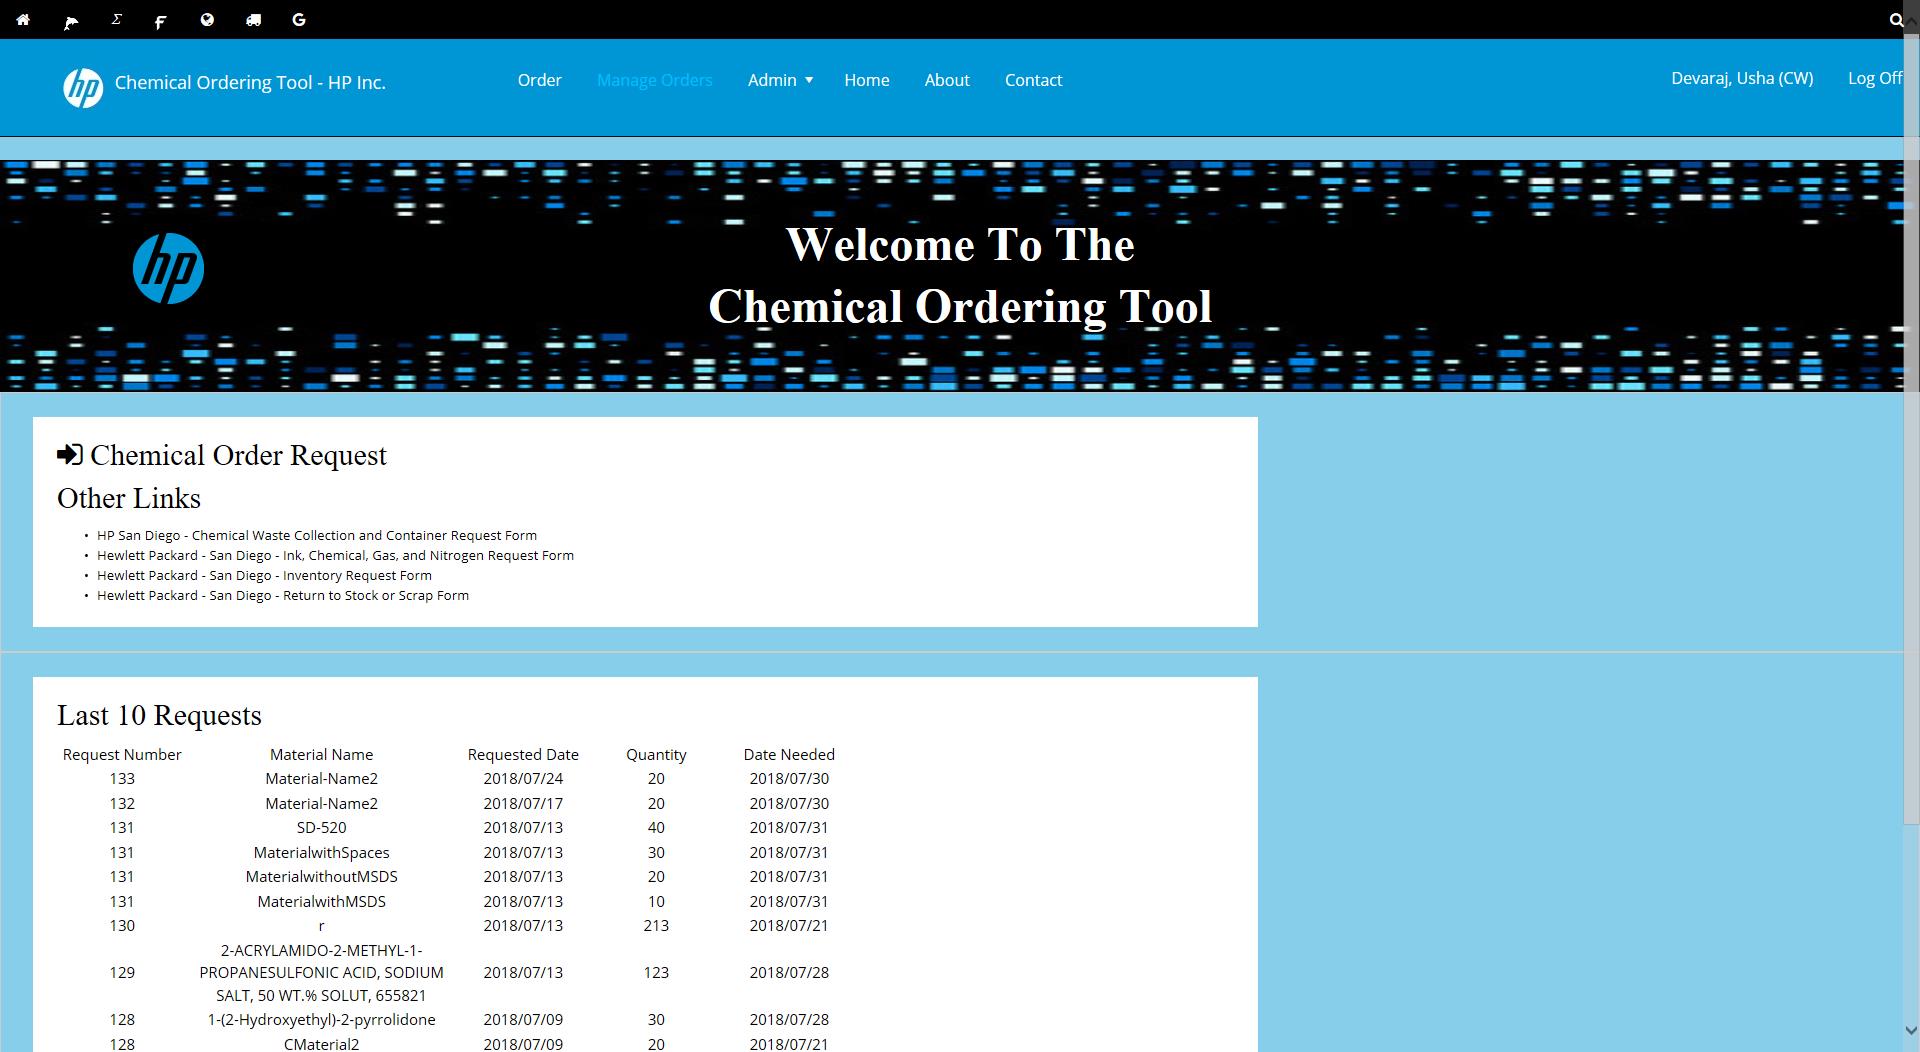 Σ F G
hp Chemical Ordering Tool - HP Inc. Order Manage Orders Admin Home About Contact Devaraj, Usha (CW) Log Off
hp
Welcome To The
Chemical Ordering Tool
Chemical Order Request
Other Links
• HP San Diego - Chemical Waste Collection and Container Request Form
• Hewlett Packard - San Diego - Ink, Chemical, Gas, and Nitrogen Request Form
• Hewlett Packard - San Diego - Inventory Request Form
• Hewlett Packard - San Diego - Return to Stock or Scrap Form
Last 10 Requests
Request Number Material Name Requested Date Quantity Date Needed
133 Material-Name2 2018/07/24 20 2018/07/30
132 Material-Name2 2018/07/17 20 2018/07/30
131 SD-520 2018/07/13 40 2018/07/31
131 MaterialwithSpaces 2018/07/13 30 2018/07/31
131 MaterialwithoutMSDS 2018/07/13 20 2018/07/31
131 MaterialwithMSDS 2018/07/13 10 2018/07/31
130 r 2018/07/13 213 2018/07/21
2-ACRYLAMIDO-2-METHYL-1-
129 PROPANESULFONIC ACID, SODIUM 2018/07/13 123 2018/07/28
SALT, 50 WT.% SOLUT, 655821
128 1-(2-Hydroxyethyl)-2-pyrrolidone 2018/07/09 30 2018/07/28
128 CMaterial2 2018/07/09 20 2018/07/21